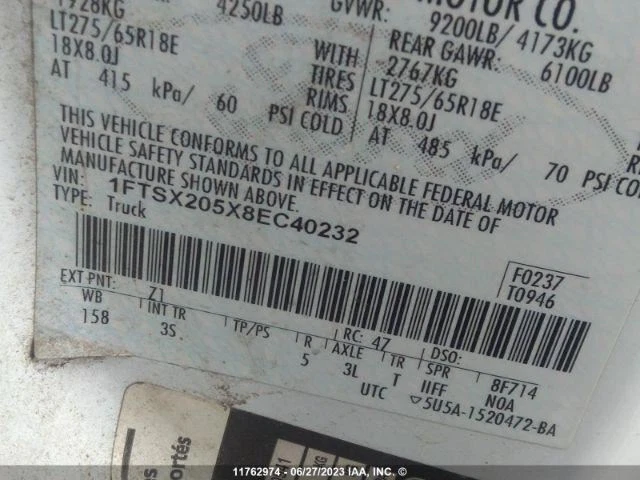 MOTOR CO.
1928KG 4250LB GVWR: 9200LB/ 4173KG
LT275/65R18E WITH REAR GAWR: 6100LB
18X8.0J TIRES 2767KG
AT 415 kPa/ 60 PSI COLD RIMS LT275/65R18E
18X8.0J
AT 485 kPa/ 70 PSI COLD
THIS VEHICLE CONFORMS TO ALL APPLICABLE FEDERAL MOTOR
VEHICLE SAFETY STANDARDS IN EFFECT ON THE DATE OF
MANUFACTURE SHOWN ABOVE.
VIN: 1FTSX205X8EC40232
TYPE: Truck
F0237
T0946
EXT PNT: Z1 RC: 47 DSO:
WB INT TR TP/PS R AXLE TR SPR 8F714
158 3S 5 3L T IIFF N0A
UTC ▽5U5A-1520472-BA
ortés
11762974 - 06/27/2023 IAA, Inc. ©